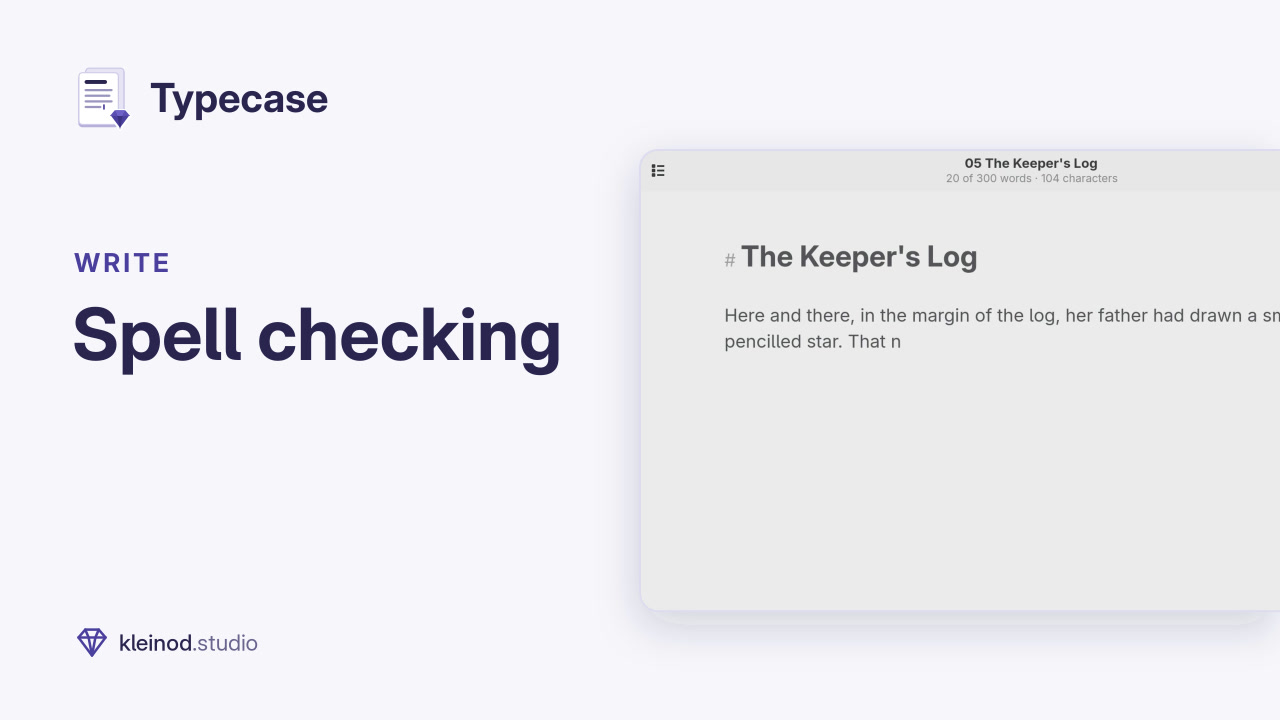 Typecase
WRITE
Spell checking
05 The Keeper's Log
20 of 300 words · 104 characters
# The Keeper's Log
Here and there, in the margin of the log, her father had drawn a
pencilled star. That n
kleinod.studio